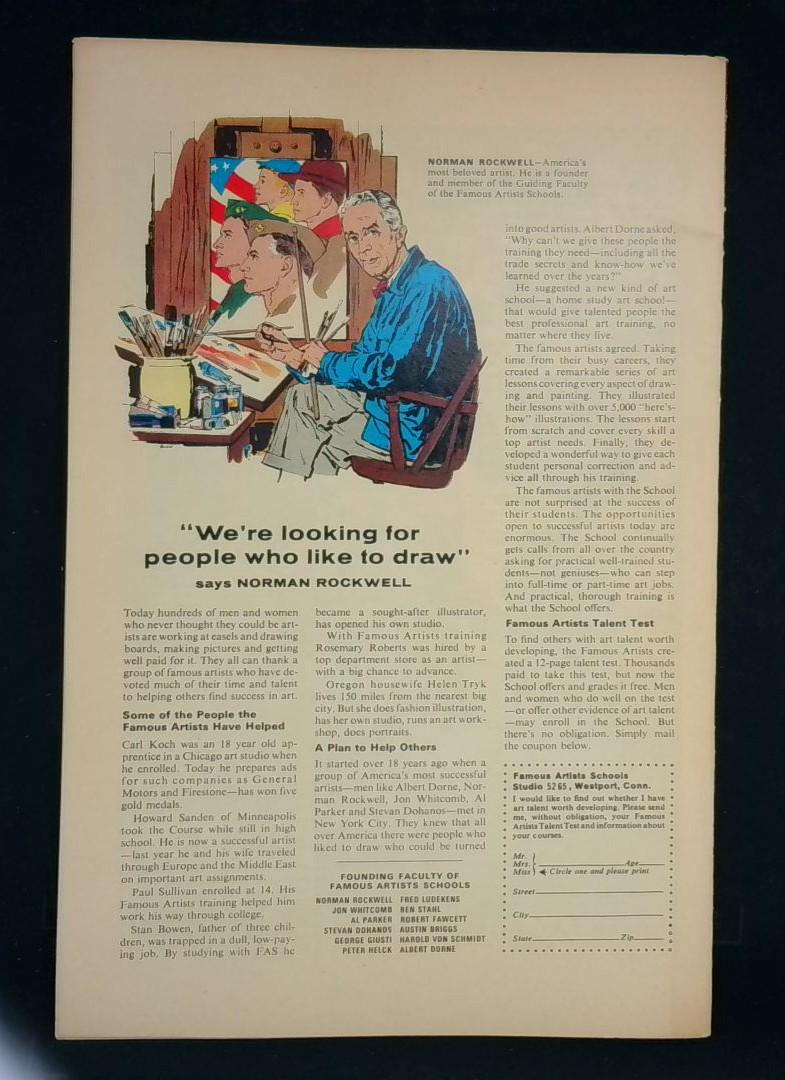 NORMAN ROCKWELL—America's
most beloved artist. He is a founder
and member of the Guiding Faculty
of the Famous Artists Schools.
"We're looking for
people who like to draw"
says NORMAN ROCKWELL
Today hundreds of men and women
who never thought they could be art-
ists are working at easels and drawing
boards, making pictures and getting
well paid for it. They all can thank a
group of famous artists who have de-
voted much of their time and talent
to helping others find success in art.
Some of the People the
Famous Artists Have Helped
Carl Koch was an 18 year old ap-
prentice in a Chicago art studio when
he enrolled. Today he prepares ads
for such companies as General
Motors and Firestone—has won five
gold medals.
Howard Sanden of Minneapolis
took the Course while still in high
school. He is now a successful artist
—last year he and his wife traveled
through Europe and the Middle East
on important art assignments.
Paul Sullivan enrolled at 14. His
Famous Artists training helped him
work his way through college.
Stan Bowen, father of three chil-
dren, was trapped in a dull, low-pay-
ing job. By studying with FAS he
became a sought-after illustrator,
has opened his own studio.
With Famous Artists training
Rosemary Roberts was hired by a
top department store as an artist—
with a big chance to advance.
Oregon housewife Helen Tryk
lives 150 miles from the nearest big
city. But she does fashion illustration,
has her own studio, runs an art work-
shop, does portraits.
A Plan to Help Others
It started over 18 years ago when a
group of America's most successful
artists—men like Albert Dorne, Nor-
man Rockwell, Jon Whitcomb, Al
Parker and Stevan Dohanos—met in
New York City. They knew that all
over America there were people who
liked to draw who could be turned
FOUNDING FACULTY OF
FAMOUS ARTISTS SCHOOLS
NORMAN ROCKWELL FRED LUDEKENS
JON WHITCOMB BEN STAHL
AL PARKER ROBERT FAWCETT
STEVAN DOHANOS AUSTIN BRIGGS
GEORGE GIUSTI HAROLD VON SCHMIDT
PETER HELCK ALBERT DORNE
into good artists. Albert Dorne asked,
"Why can't we give these people the
training they need—including all the
trade secrets and know-how we've
learned over the years?"
He suggested a new kind of art
school—a home study art school—
that would give talented people the
best professional art training, no
matter where they live.
The famous artists agreed. Taking
time from their busy careers, they
created a remarkable series of art
lessons covering every aspect of draw-
ing and painting. They illustrated
their lessons with over 5,000 "here's-
how" illustrations. The lessons start
from scratch and cover every skill a
top artist needs. Finally, they de-
veloped a wonderful way to give each
student personal correction and ad-
vice all through his training.
The famous artists with the School
are not surprised at the success of
their students. The opportunities
open to successful artists today are
enormous. The School continually
gets calls from all over the country
asking for practical well-trained stu-
dents—not geniuses—who can step
into full-time or part-time art jobs.
And practical, thorough training is
what the School offers.
Famous Artists Talent Test
To find others with art talent worth
developing, the Famous Artists cre-
ated a 12-page talent test. Thousands
paid to take this test, but now the
School offers and grades it free. Men
and women who do well on the test
—or offer other evidence of art talent
—may enroll in the School. But
there's no obligation. Simply mail
the coupon below.
Famous Artists Schools
Studio 5265, Westport, Conn.
I would like to find out whether I have
art talent worth developing. Please send
me, without obligation, your Famous
Artists Talent Test and information about
your courses.
Mr.
Mrs. Age
Miss Circle one and please print
Street
City
State Zip